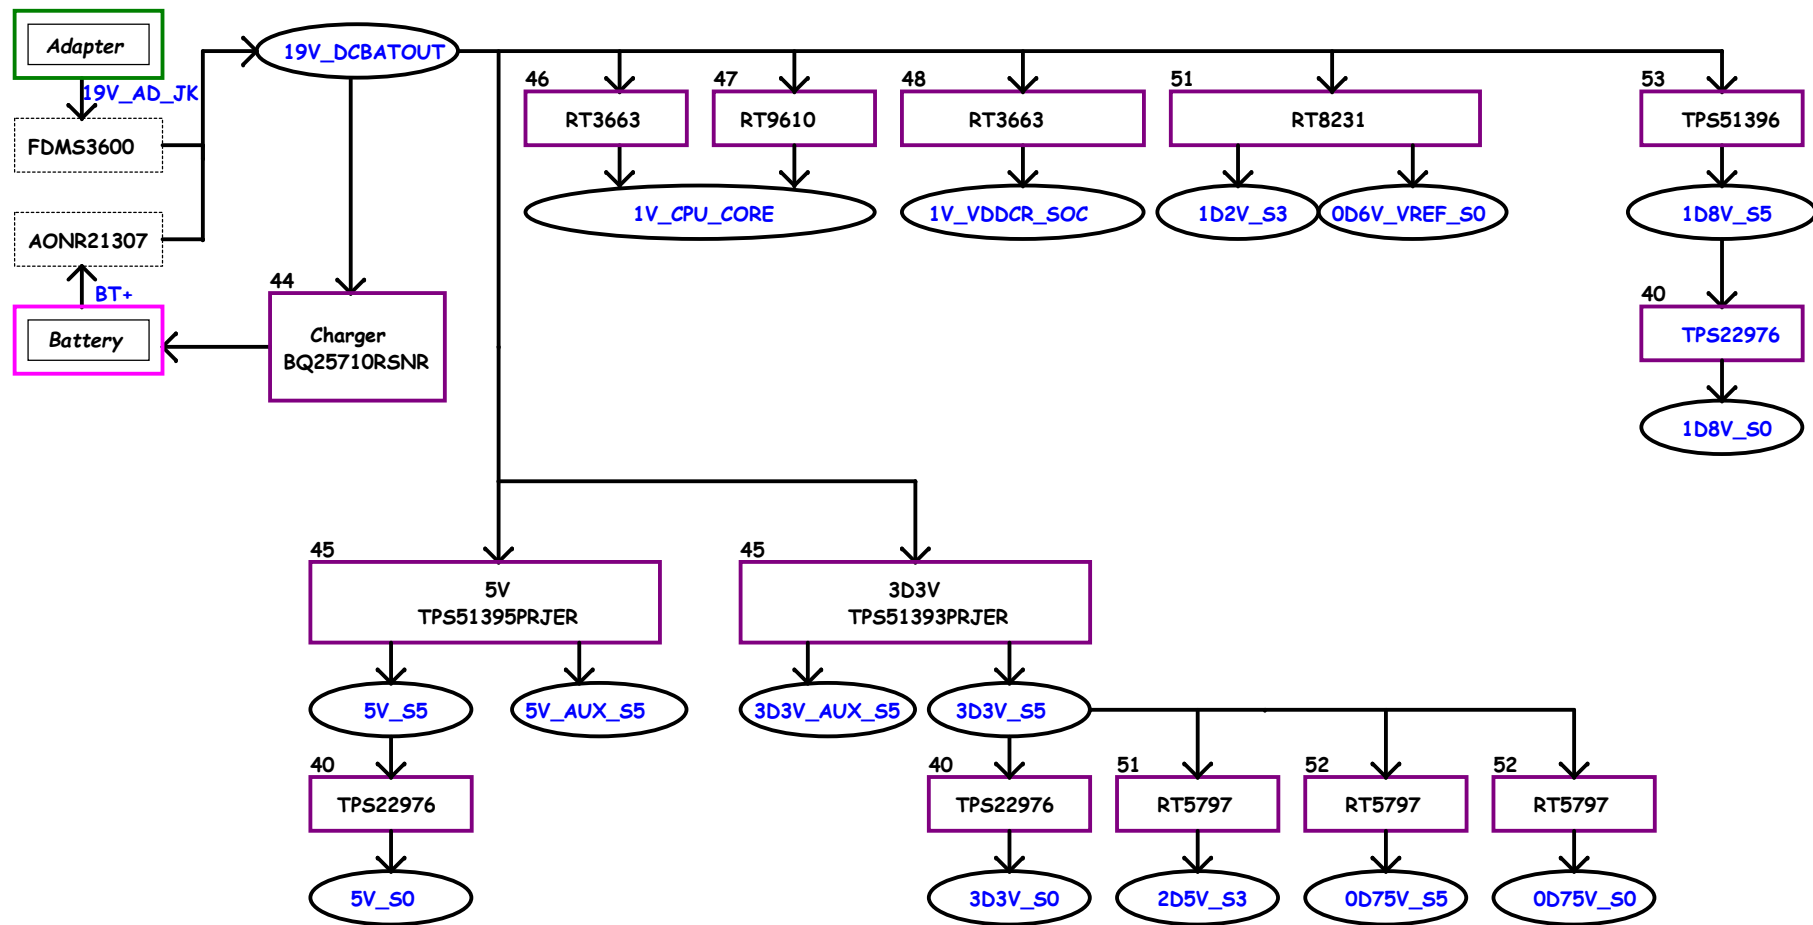 Adapter
19V_AD_JK
FDMS3600
AONR21307
BT+
Battery
19V_DCBATOUT
44
Charger
BQ25710RSNR
46
RT3663
47
RT9610
1V_CPU_CORE
48
RT3663
1V_VDDCR_SOC
51
RT8231
1D2V_S3
0D6V_VREF_S0
53
TPS51396
1D8V_S5
40
TPS22976
1D8V_S0
45
5V
TPS51395PRJER
5V_S5
5V_AUX_S5
40
TPS22976
5V_S0
45
3D3V
TPS51393PRJER
3D3V_AUX_S5
3D3V_S5
40
TPS22976
3D3V_S0
51
RT5797
2D5V_S3
52
RT5797
0D75V_S5
52
RT5797
0D75V_S0